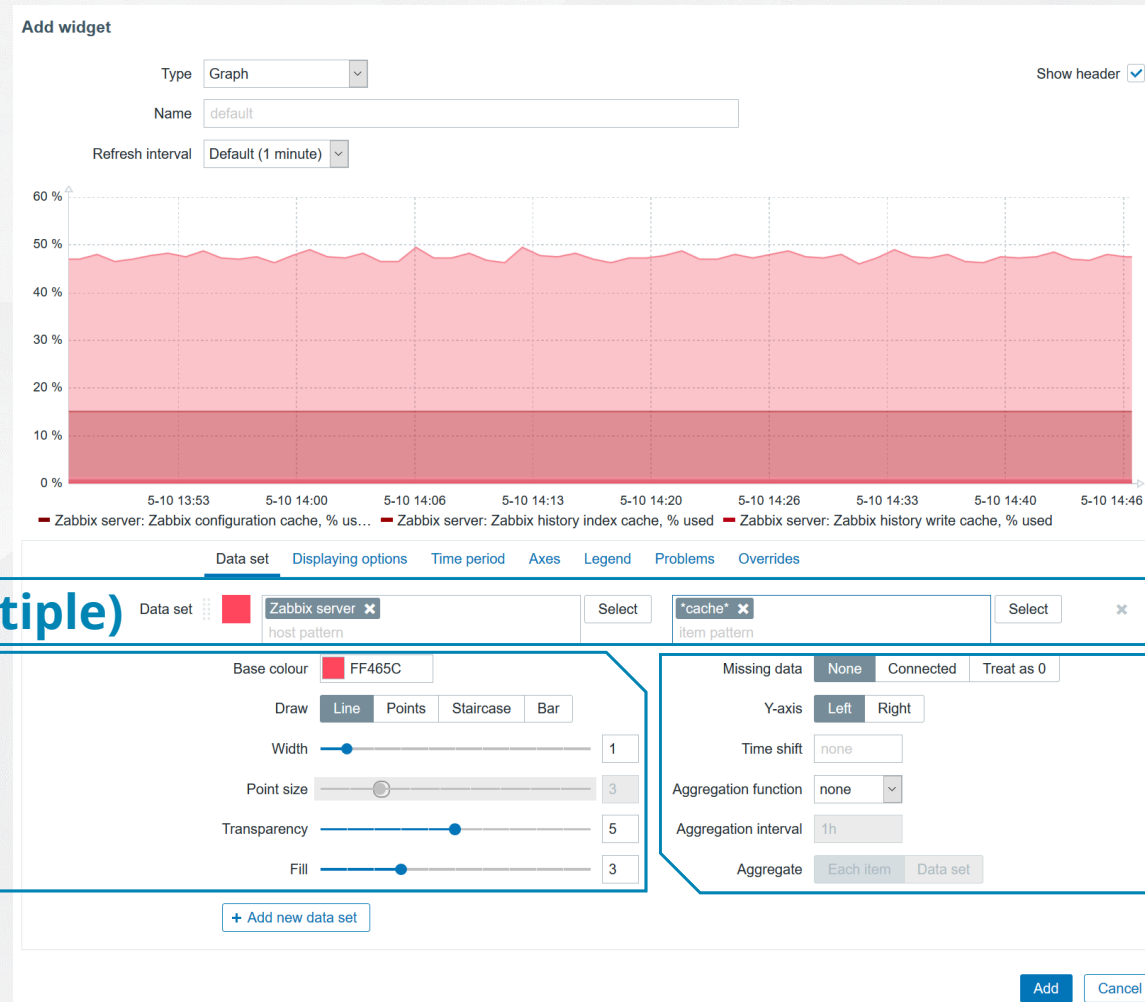 Add widget
Type Graph Show header
Name default
Refresh interval Default (1 minute)
60 %
50 %
40 %
30 %
20 %
10 %
0 %
5-10 13:53 5-10 14:00 5-10 14:06 5-10 14:13 5-10 14:20 5-10 14:26 5-10 14:33 5-10 14:40 5-10 14:46
Zabbix server: Zabbix configuration cache, % us... Zabbix server: Zabbix history index cache, % used Zabbix server: Zabbix history write cache, % used
Data set Displaying options Time period Axes Legend Problems Overrides
tiple) Data set Zabbix server Select *cache* Select
host pattern item pattern
Base colour FF465C Missing data None Connected Treat as 0
Draw Line Points Staircase Bar Y-axis Left Right
Width 1 Time shift none
Point size 3 Aggregation function none
Transparency 5 Aggregation interval 1h
Fill 3 Aggregate Each item Data set
+ Add new data set
Add Cancel